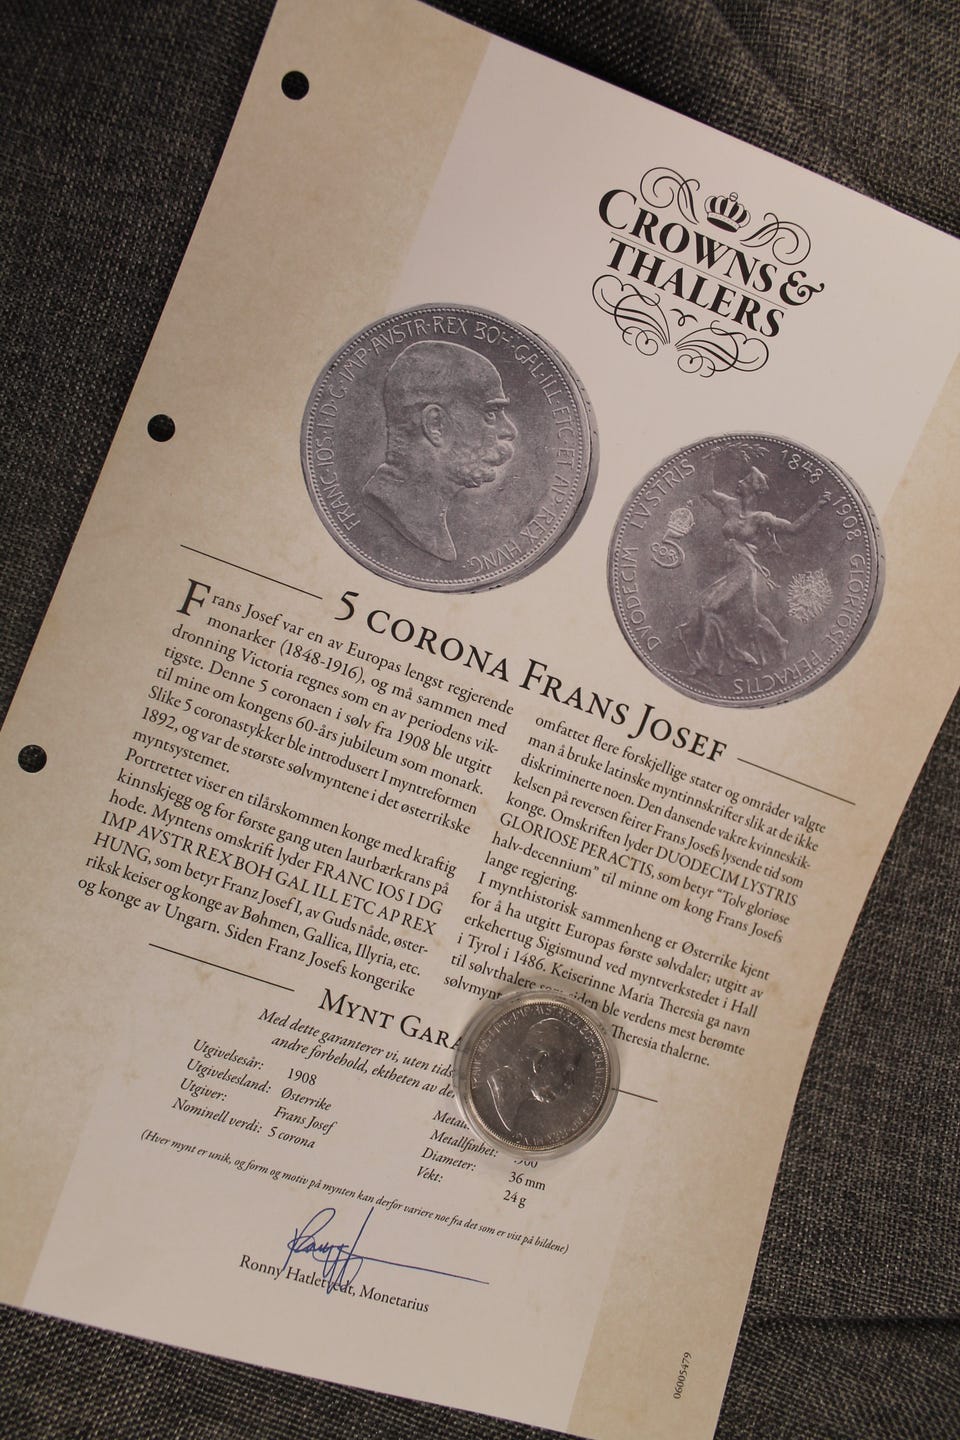 CROWNS &
THALERS
FRANC·IOS·I·D·G·IMP·AVSTR·REX BOH·GAL·ILL·ETC·ET AP·REX HVNG·
DVODECIM LVSTRIS 1848 1908 GLORIOSE PERACTIS
5 CORONA FRANS JOSEF
Frans Josef var en av Europas lengst regjerende
monarker (1848-1916), og må sammen med
dronning Victoria regnes som en av periodens vik-
tigste. Denne 5 coronaen i sølv fra 1908 ble utgitt
til mine om kongens 60-års jubileum som monark.
Slike 5 coronastykker ble introdusert I myntreformen
1892, og var de største sølvmyntene i det østerrikske
myntsystemet.
Portrettet viser en tilårskommen konge med kraftig
kinnskjegg og for første gang uten laurbærkrans på
hode. Myntens omskrift lyder FRANC IOS I DG
IMP AVSTR REX BOH GAL ILL ETC AP REX
HUNG, som betyr Franz Josef I, av Guds nåde, øster-
riksk keiser og konge av Bøhmen, Gallica, Illyria, etc.
og konge av Ungarn. Siden Franz Josefs kongerike
omfattet flere forskjellige stater og områder valgte
man å bruke latinske myntinnskrifter slik at de ikke
diskriminerte noen. Den dansende vakre kvinneskik-
kelsen på reversen feirer Frans Josefs lysende tid som
konge. Omskriften lyder DUODECIM LYSTRIS
GLORIOSE PERACTIS, som betyr "Tolv gloriøse
halv-decennium" til minne om kong Frans Josefs
lange regjering.
I mynthistorisk sammenheng er Østerrike kjent
for å ha utgitt Europas første sølvdaler; utgitt av
erkehertug Sigismund ved myntverkstedet i Hall
i Tyrol i 1486. Keiserinne Maria Theresia ga navn
til sølvthalere som siden ble verdens mest berømte
sølvmynt Theresia thalerne.
MYNT GARA
Med dette garanterer vi, uten tids
andre forbehold, ektheten av de
Utgivelsesår: 1908
Utgivelsesland: Østerrike
Utgiver: Frans Josef
Nominell verdi: 5 corona
Metall
Metallfinhet: .900
Diameter: 36 mm
Vekt: 24 g
(Hver mynt er unik, og form og motiv på mynten kan derfor variere noe fra det som er vist på bildene)
Ronny Hatletvedt, Monetarius
06005479